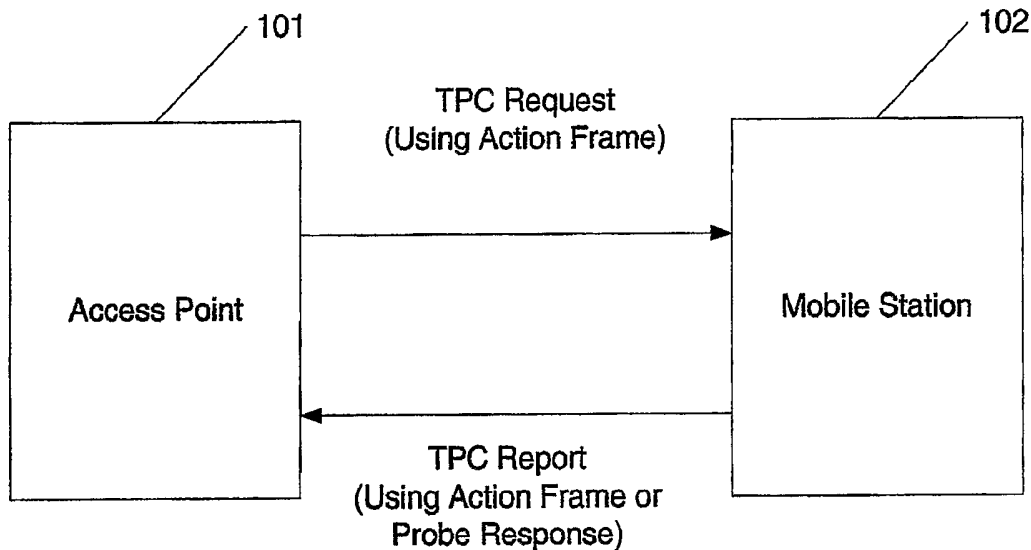 101
102
TPC Request
(Using Action Frame)
Access Point
Mobile Station
TPC Report
(Using Action Frame or
Probe Response)